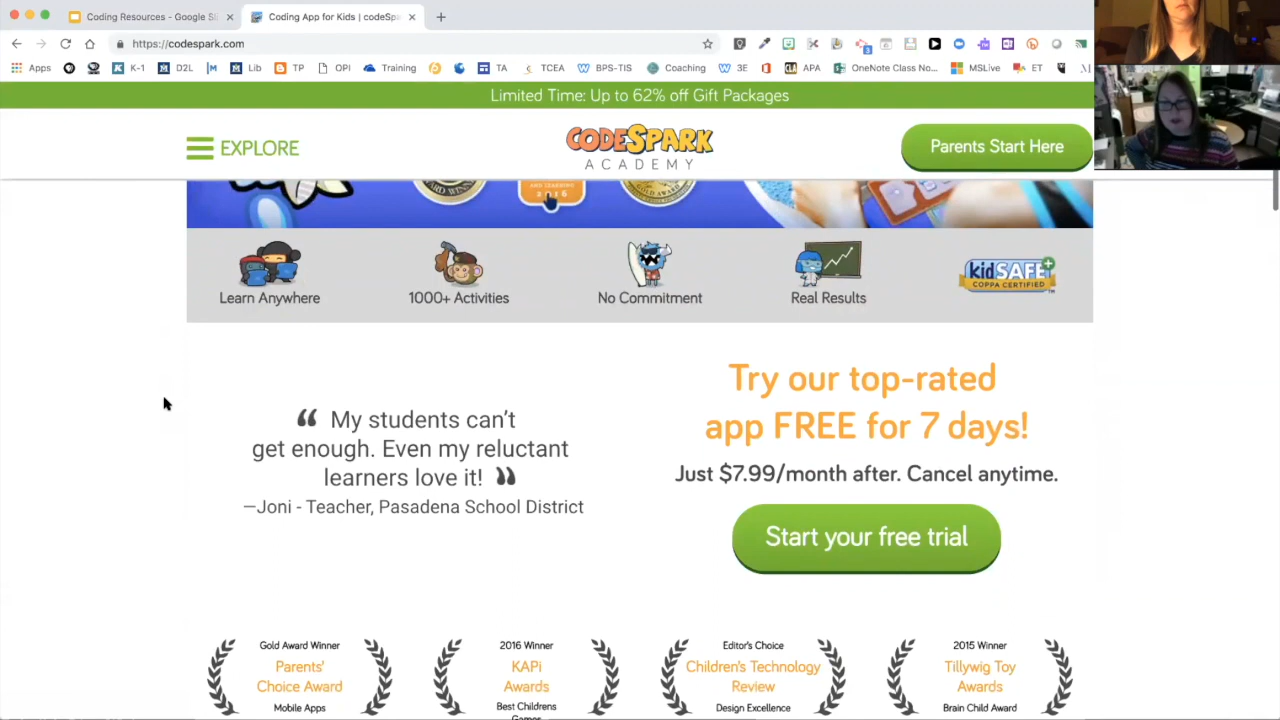 Coding Resources - Google Sl
Coding App for Kids | codeSpa
https://codespark.com
Apps
K-1
D2L
Lib
TP
OPI
Training
TA
TCEA
BPS-TIS
Coaching
3E
APA
OneNote Class No...
MSLive
ET
Limited Time: Up to 62% off Gift Packages
EXPLORE
CODESPARK
ACADEMY
Parents Start Here
2016
GOLD AWARD
Learn Anywhere
1000+ Activities
No Commitment
Real Results
kidSAFE
COPPA CERTIFIED
“ My students can’t
get enough. Even my reluctant
learners love it! ”
—Joni - Teacher, Pasadena School District
Try our top-rated
app FREE for 7 days!
Just $7.99/month after. Cancel anytime.
Start your free trial
Gold Award Winner
Parents'
Choice Award
Mobile Apps
2016 Winner
KAPi
Awards
Best Childrens
Games
Editor's Choice
Children's Technology
Review
Design Excellence
2015 Winner
Tillywig Toy
Awards
Brain Child Award